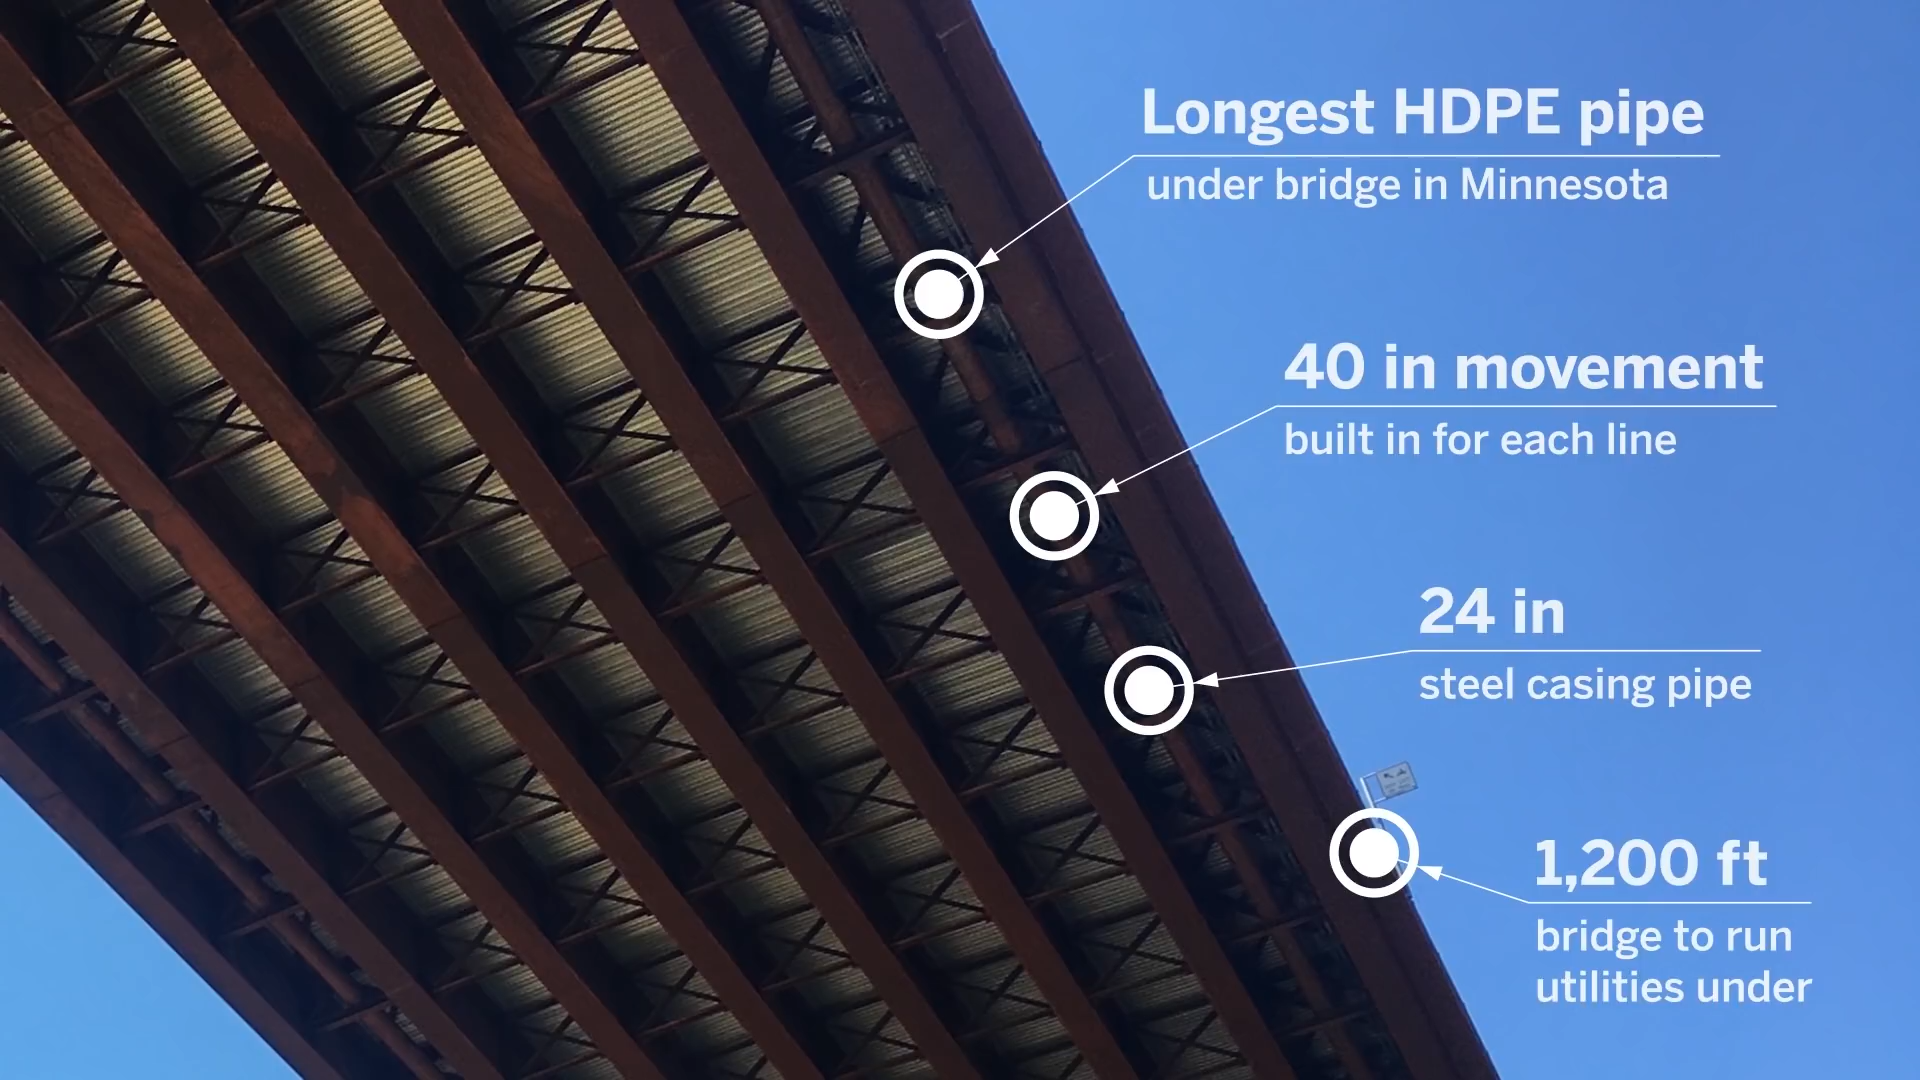 Longest HDPE pipe
under bridge in Minnesota
40 in movement
built in for each line
24 in
steel casing pipe
1,200 ft
bridge to run
utilities under